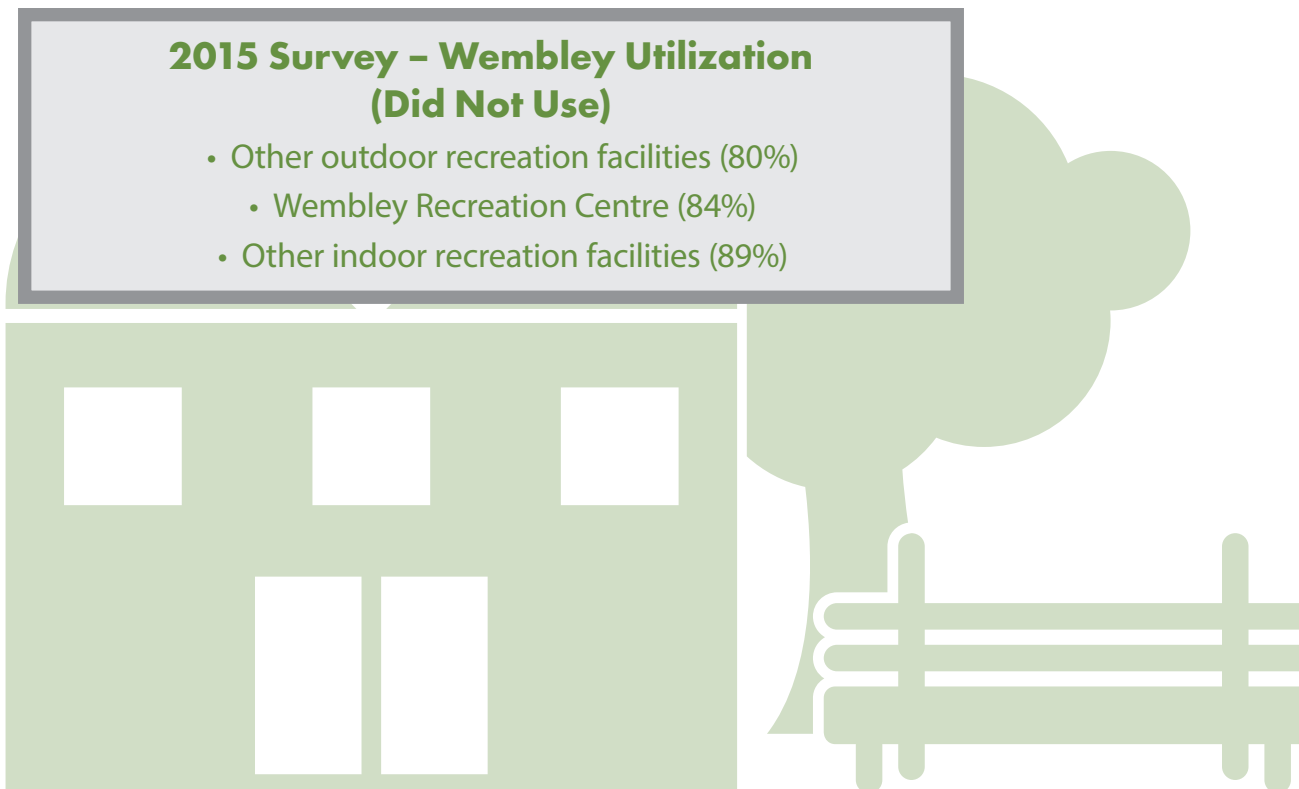 2015 Survey – Wembley Utilization
(Did Not Use)
• Other outdoor recreation facilities (80%)
• Wembley Recreation Centre (84%)
• Other indoor recreation facilities (89%)